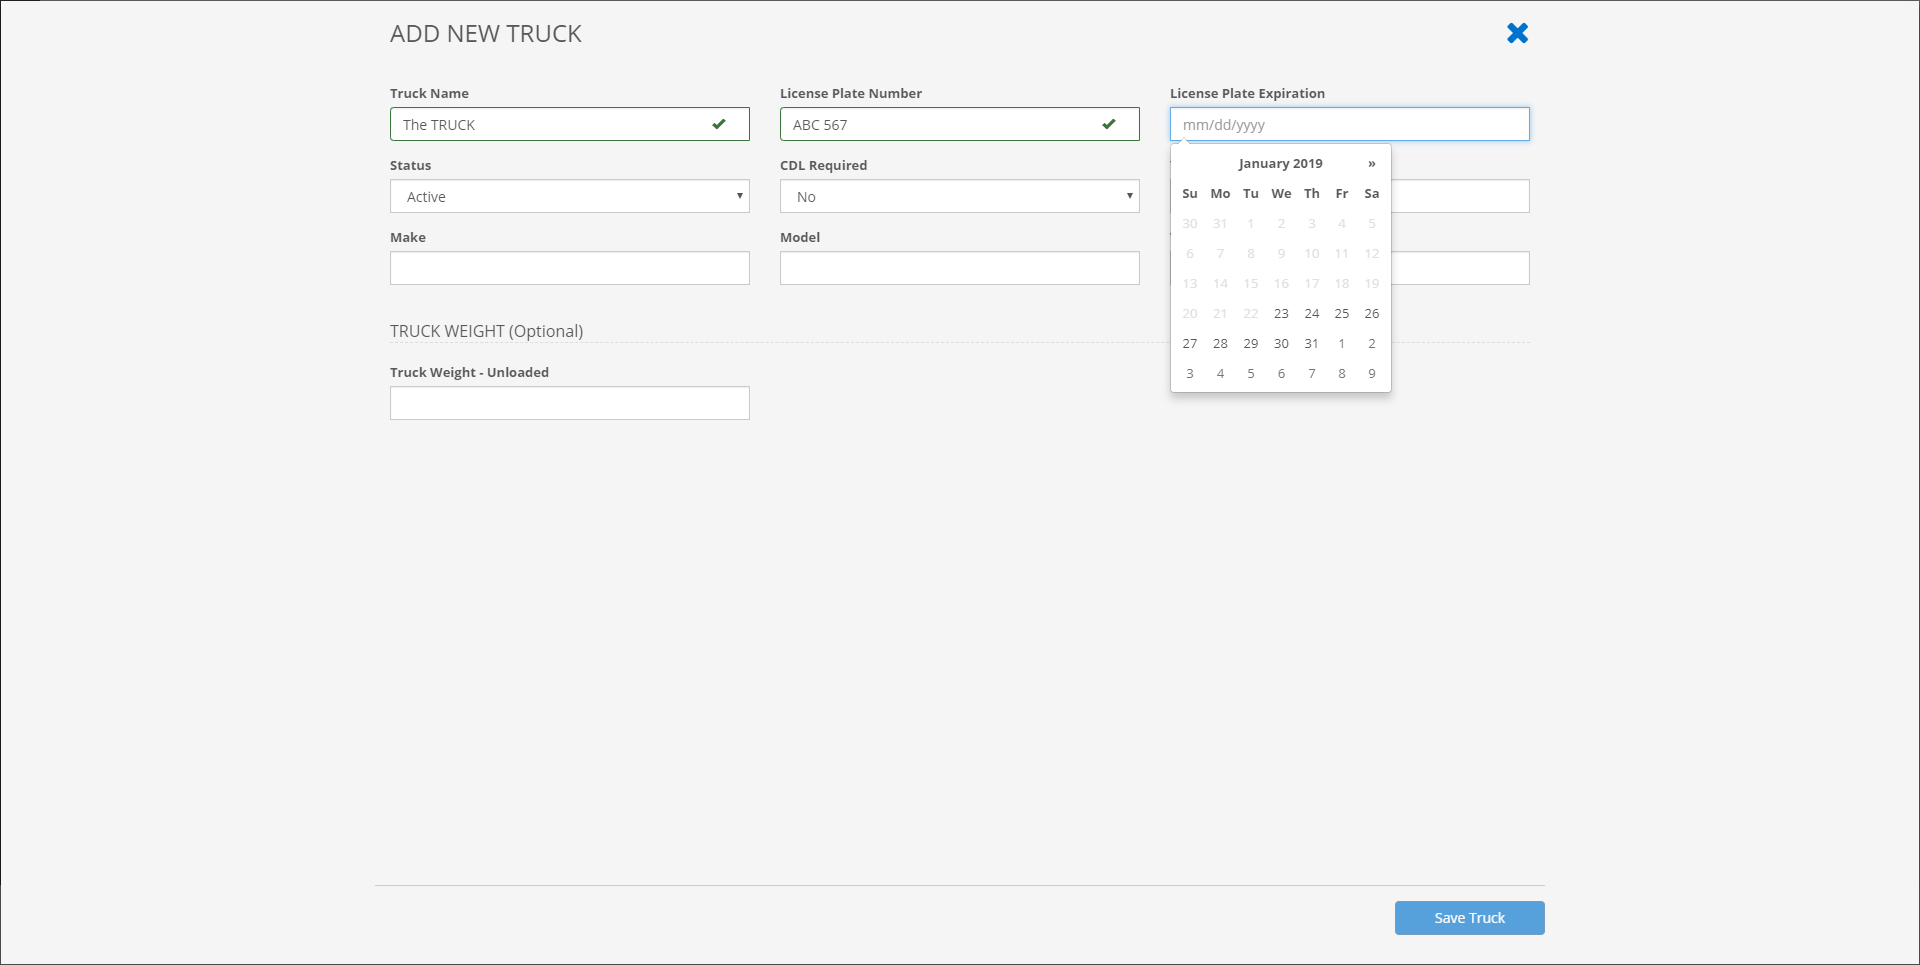 ADD NEW TRUCK
Truck Name
License Plate Number
License Plate Expiration
The TRUCK
ABC 567
mm/dd/yyyy
Status
CDL Required
Active
No
Make
Model
January 2019 »
Su Mo Tu We Th Fr Sa
30 31 1 2 3 4 5
6 7 8 9 10 11 12
13 14 15 16 17 18 19
20 21 22 23 24 25 26
27 28 29 30 31 1 2
3 4 5 6 7 8 9
TRUCK WEIGHT (Optional)
Truck Weight - Unloaded
Save Truck